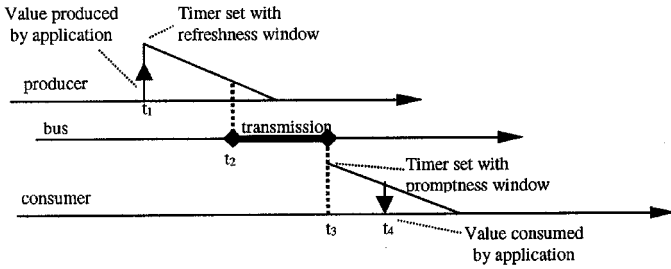 Value produced
by application
Timer set with
refreshness window
producer
t1
bus
transmission
t2
Timer set with
promptness window
consumer
t3
t4
Value consumed
by application